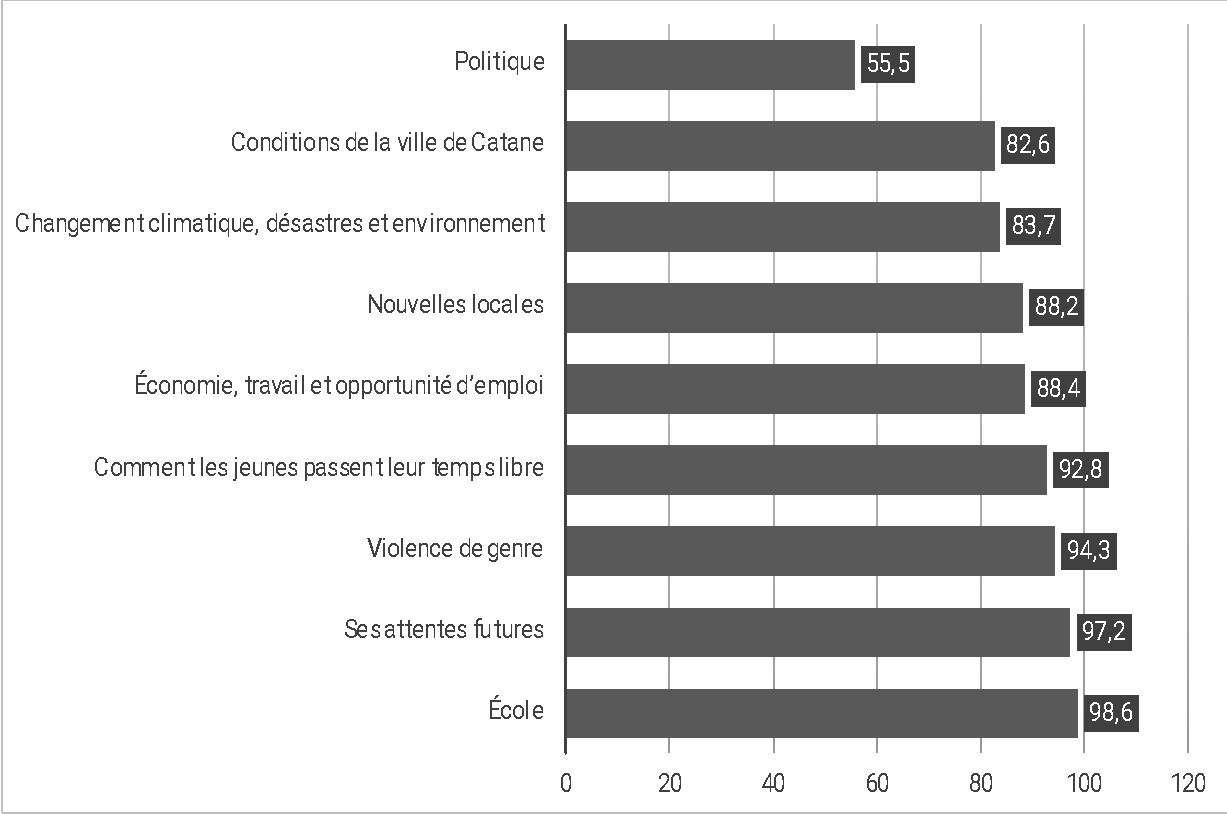 Politique
55,5
Conditions de la ville de Catane
82,6
Changement climatique, désastres et environnement
83,7
Nouvelles locales
88,2
Économie, travail et opportunité d’emploi
88,4
Comment les jeunes passent leur temps libre
92,8
Violence de genre
94,3
Ses attentes futures
97,2
École
98,6
0 20 40 60 80 100 120